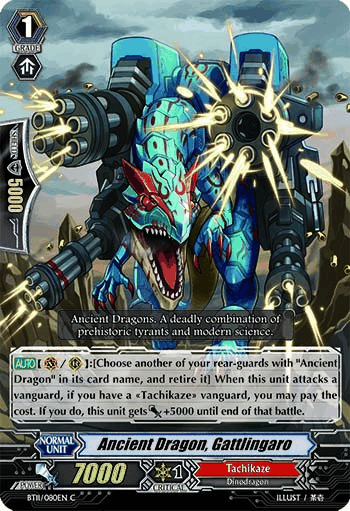 1
GRADE
SHIELD
5000
Ancient Dragons. A deadly combination of
prehistoric tyrants and modern science.
AUTO [ / ]:[Choose another of your rear-guards with "Ancient
Dragon" in its card name, and retire it] When this unit attacks a
vanguard, if you have a «Tachikaze» vanguard, you may pay the
cost. If you do, this unit gets +5000 until end of that battle.
NORMAL
UNIT
Ancient Dragon, Gattlingaro
POWER
7000
1
CRITICAL
Tachikaze
Dinodragon
BT11/080EN C
ILLUST / 茶壱